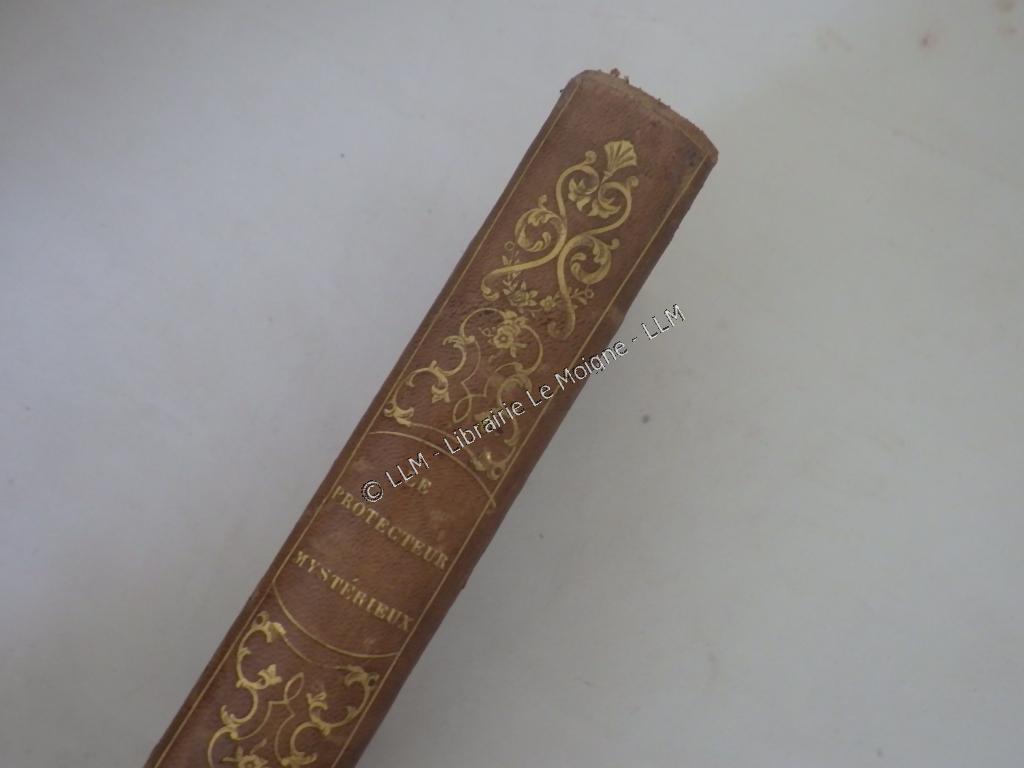 LE
PROTECTEUR
MYSTÉRIEUX
© LLM - Librairie Le Moigne - LLM